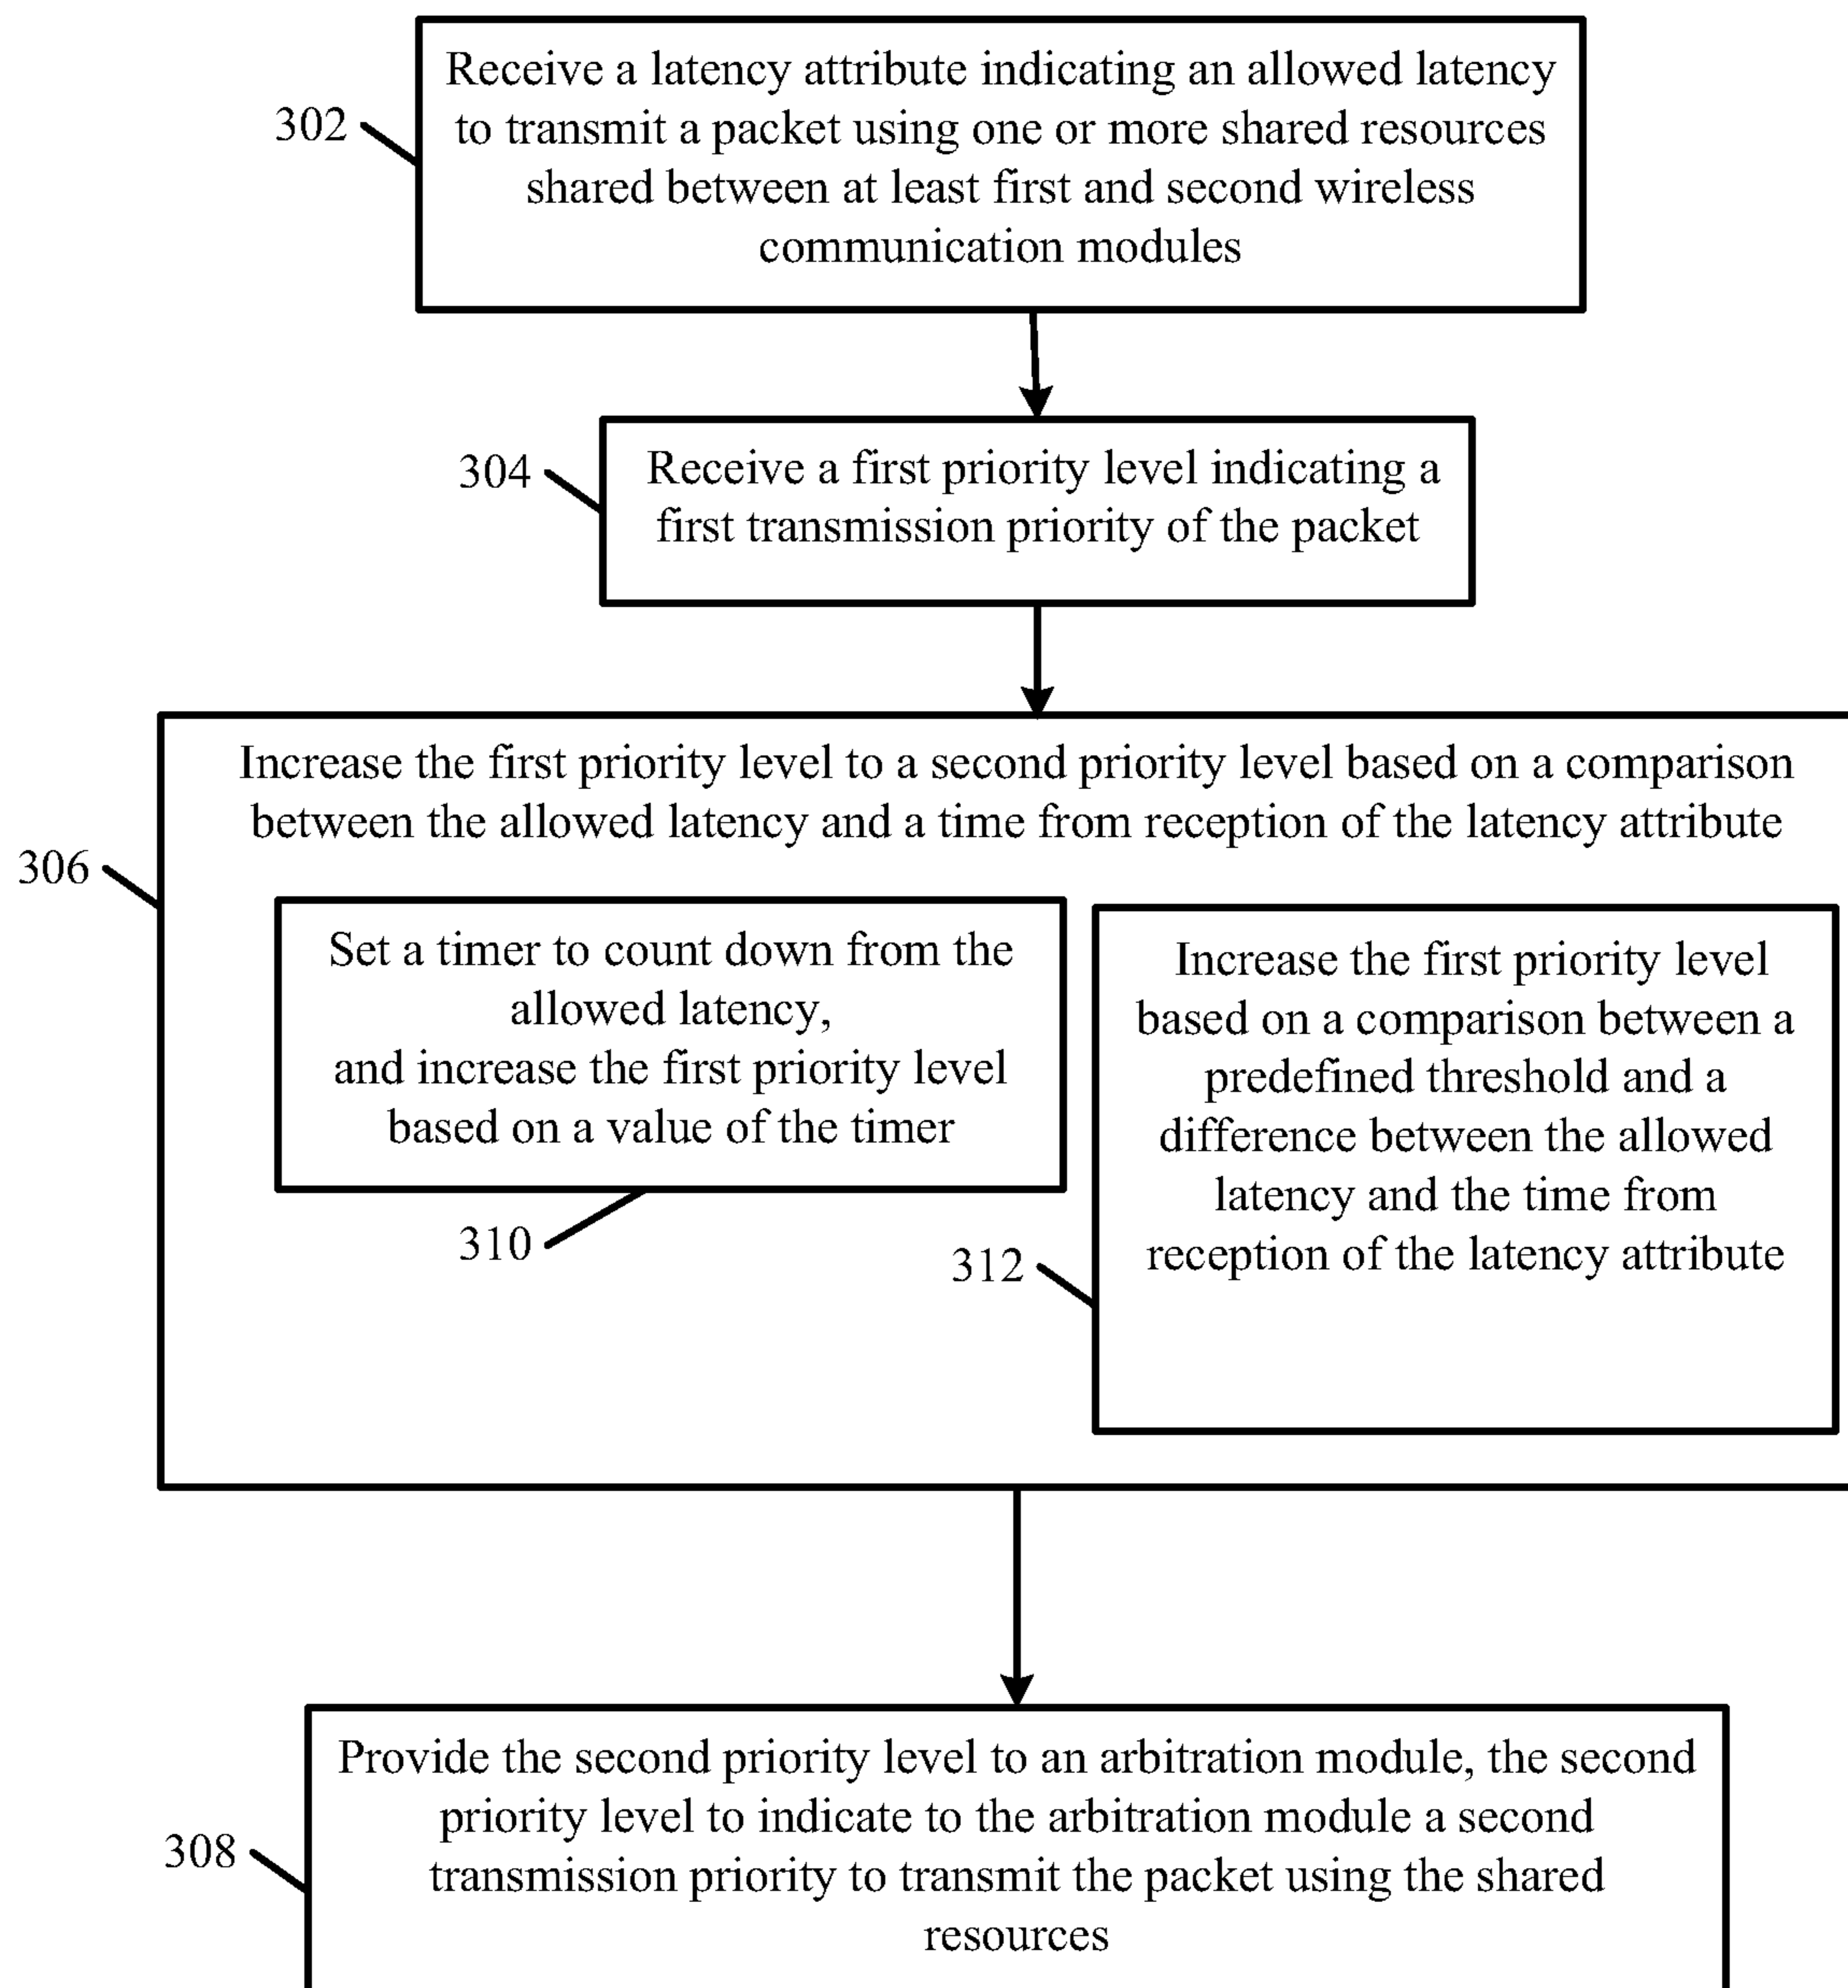 302
Receive a latency attribute indicating an allowed latency
to transmit a packet using one or more shared resources
shared between at least first and second wireless
communication modules
304
Receive a first priority level indicating a
first transmission priority of the packet
306
Increase the first priority level to a second priority level based on a comparison
between the allowed latency and a time from reception of the latency attribute
Set a timer to count down from the
allowed latency,
and increase the first priority level
based on a value of the timer
310
Increase the first priority level
based on a comparison between a
predefined threshold and a
difference between the allowed
latency and the time from
reception of the latency attribute
312
308
Provide the second priority level to an arbitration module, the second
priority level to indicate to the arbitration module a second
transmission priority to transmit the packet using the shared
resources